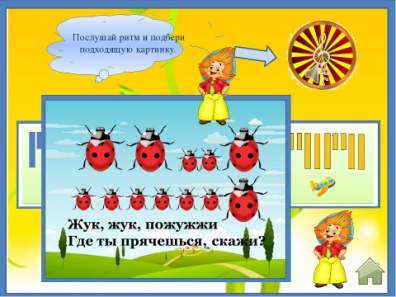 Послушай ритм и подбери
подходящую картинку.
Жук, жук, пожужжи
Где ты прячешься, скажи?